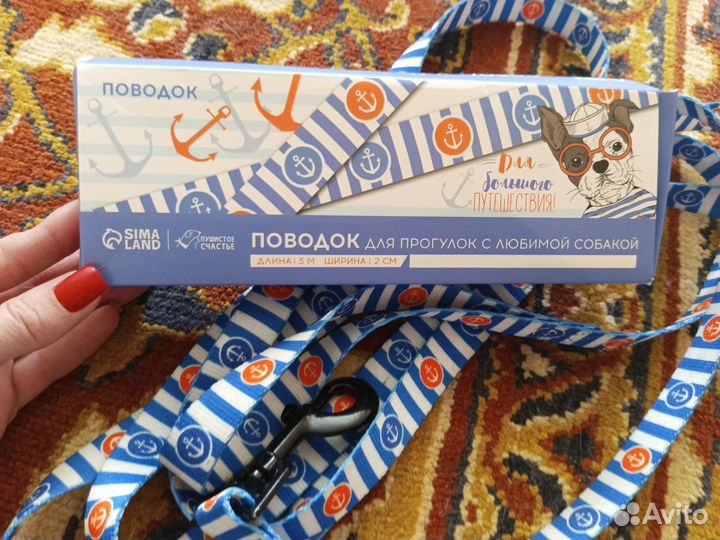 ПОВОДОК
Для
большого
ПУТЕШЕСТВИЯ!
SIMA
LAND
ПУШИСТОЕ
СЧАСТЬЕ
ПОВОДОК ДЛЯ ПРОГУЛОК С ЛЮБИМОЙ СОБАКОЙ
ДЛИНА | 3 М ШИРИНА | 2 СМ
Avito